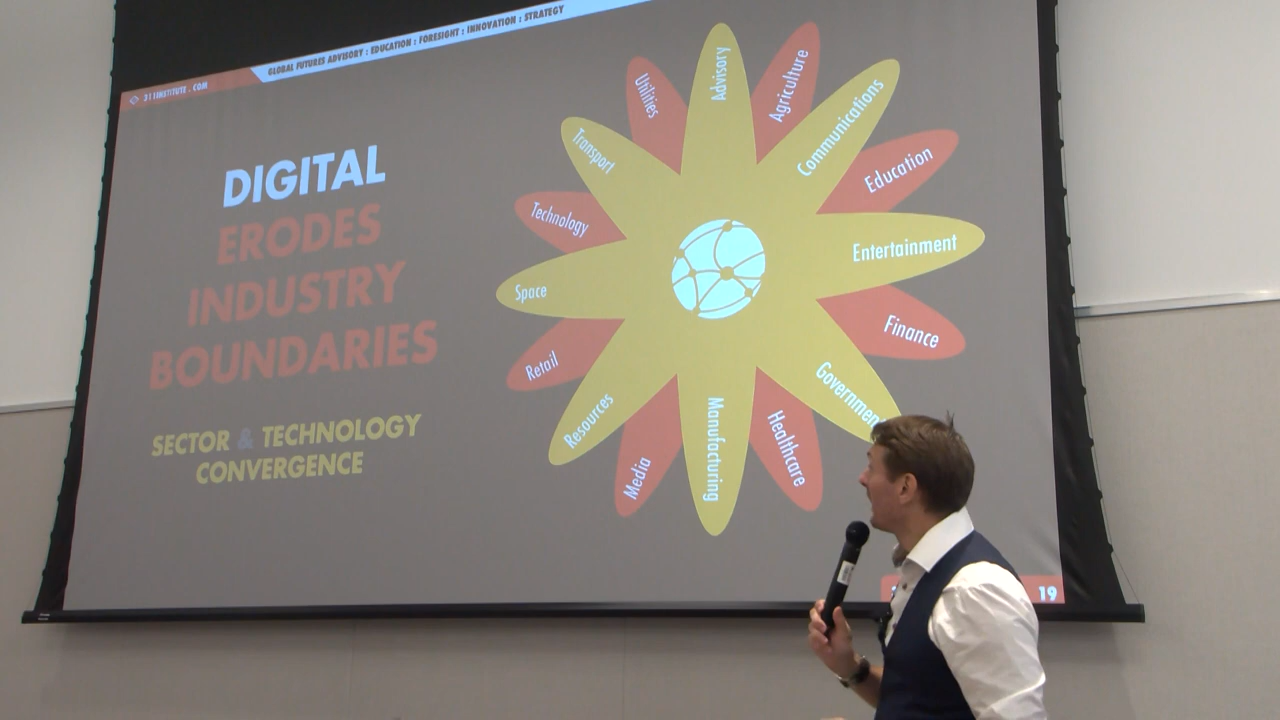 311INSTITUTE . COM
GLOBAL FUTURES ADVISORY : EDUCATION : FORESIGHT : INNOVATION : STRATEGY
DIGITAL
ERODES
INDUSTRY
BOUNDARIES
SECTOR & TECHNOLOGY
CONVERGENCE
Advisory
Agriculture
Communications
Education
Entertainment
Finance
Government
Healthcare
Manufacturing
Media
Resources
Retail
Space
Technology
Transport
Utilities
19